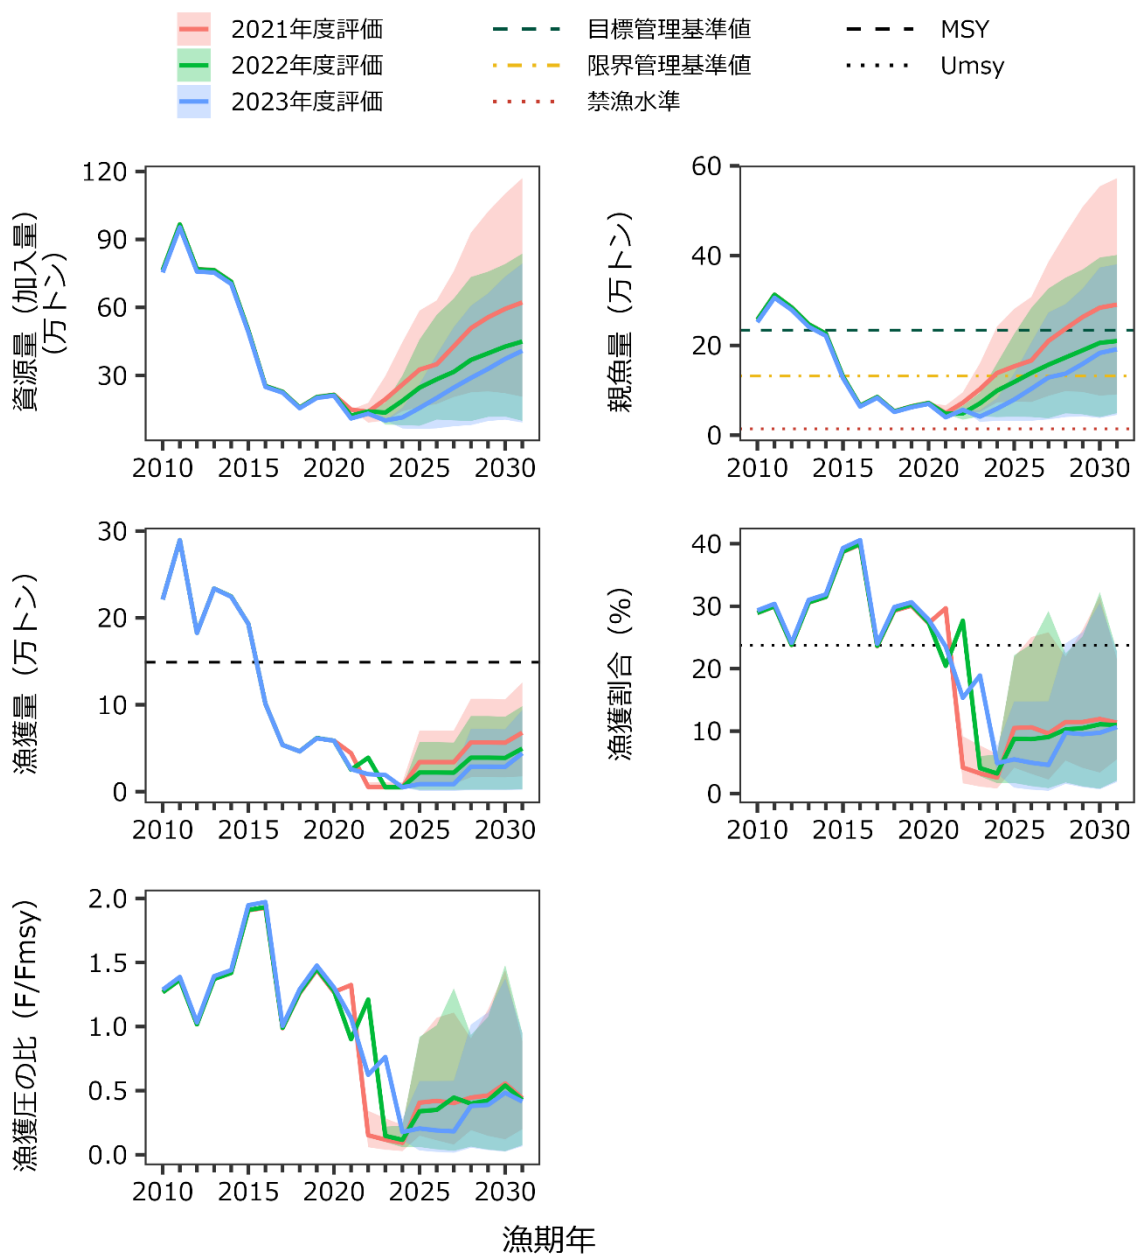 2021年度評価
2022年度評価
2023年度評価
目標管理基準値
限界管理基準値
禁漁水準
MSY
Umsy
資源量（加入量）
（万トン）
120
90
60
30
2010 2015 2020 2025 2030
親魚量（万トン）
60
40
20
0
2010 2015 2020 2025 2030
漁獲量（万トン）
30
20
10
0
2010 2015 2020 2025 2030
漁獲割合（%）
40
30
20
10
0
2010 2015 2020 2025 2030
漁獲圧の比（F/Fmsy）
2.0
1.5
1.0
0.5
0.0
2010 2015 2020 2025 2030
漁期年